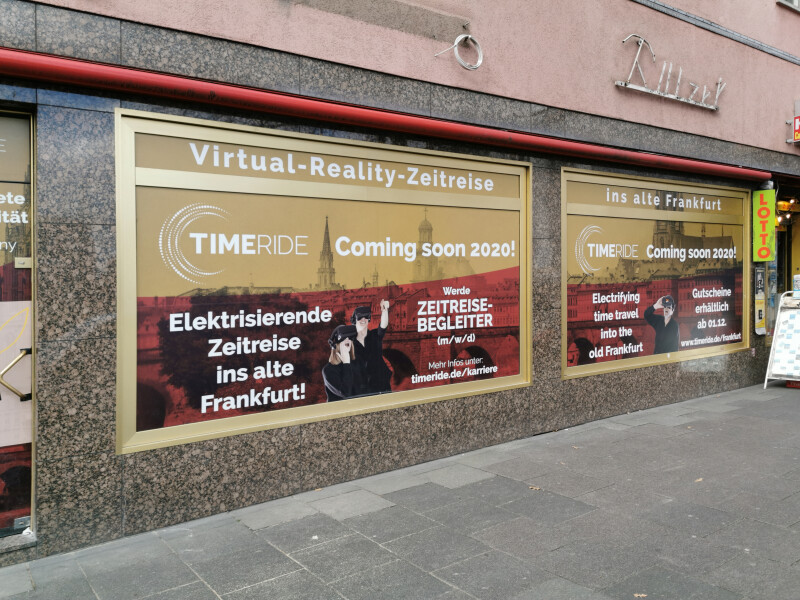 Virtual-Reality-Zeitreise
TIMERIDE
Coming soon 2020!
Elektrisierende
Zeitreise
ins alte
Frankfurt!
Werde
ZEITREISE-
BEGLEITER
(m/w/d)
Mehr Infos unter:
timeride.de/karriere
ins alte Frankfurt
TIMERIDE
Coming soon 2020!
Electrifying
time travel
into the
old Frankfurt
Gutscheine
erhältlich
ab 01.12.
www.timeride.de/frankfurt
LOTTO